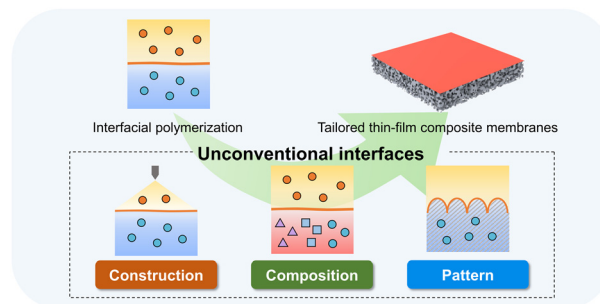 Interfacial polymerization
Tailored thin-film composite membranes
Unconventional interfaces
Construction
Composition
Pattern